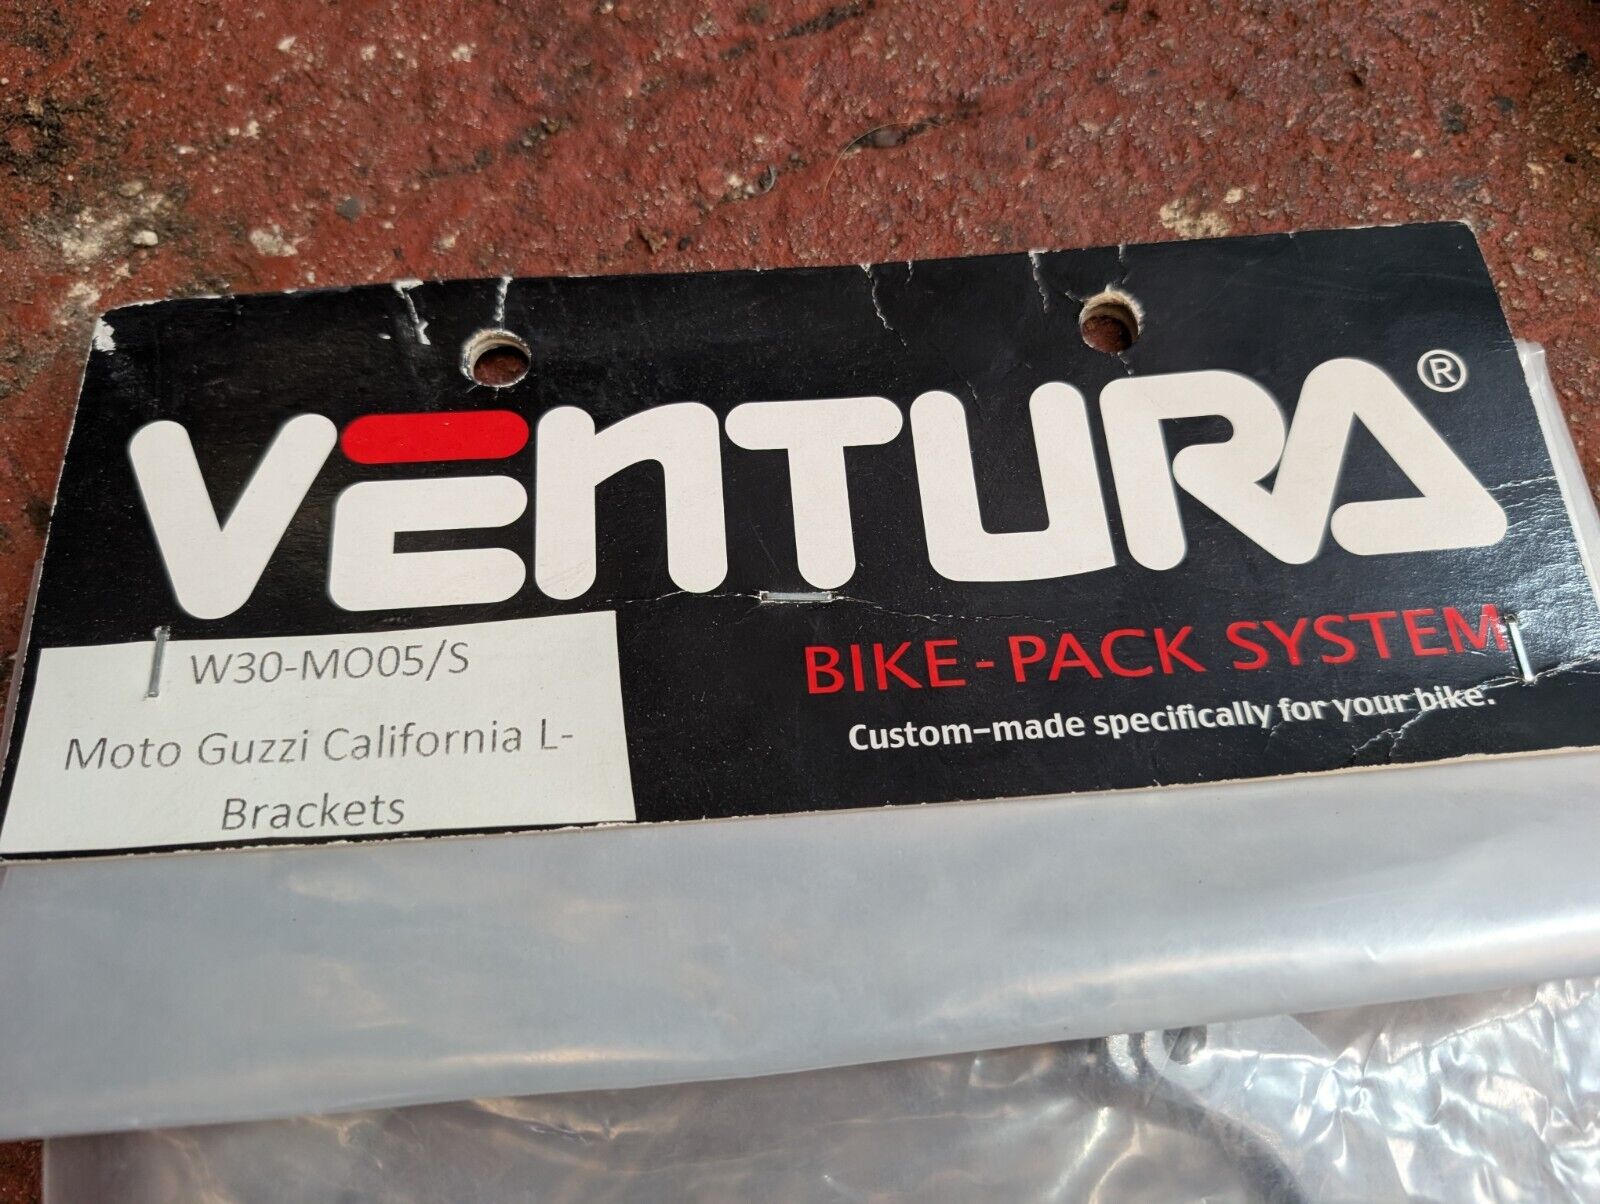 VENTURA®
W30-MO05/S
Moto Guzzi California L-
Brackets
BIKE-PACK SYSTEM
Custom-made specifically for your bike.